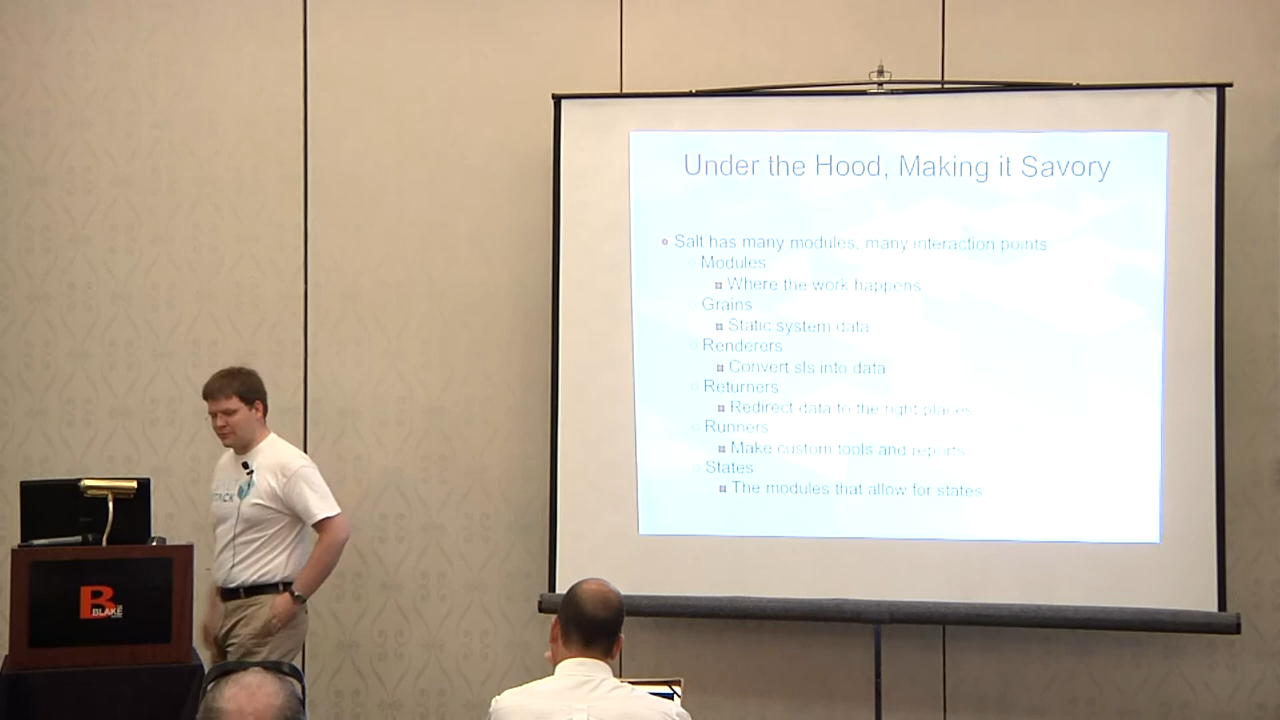 Under the Hood, Making it Savory
Salt has many modules, many interaction points
Modules
Where the work happens
Grains
Static system data
Renderers
Convert sls into data
Returners
Redirect data to the right places
Runners
Make custom tools and reports
States
The modules that allow for states
B
BLAKE